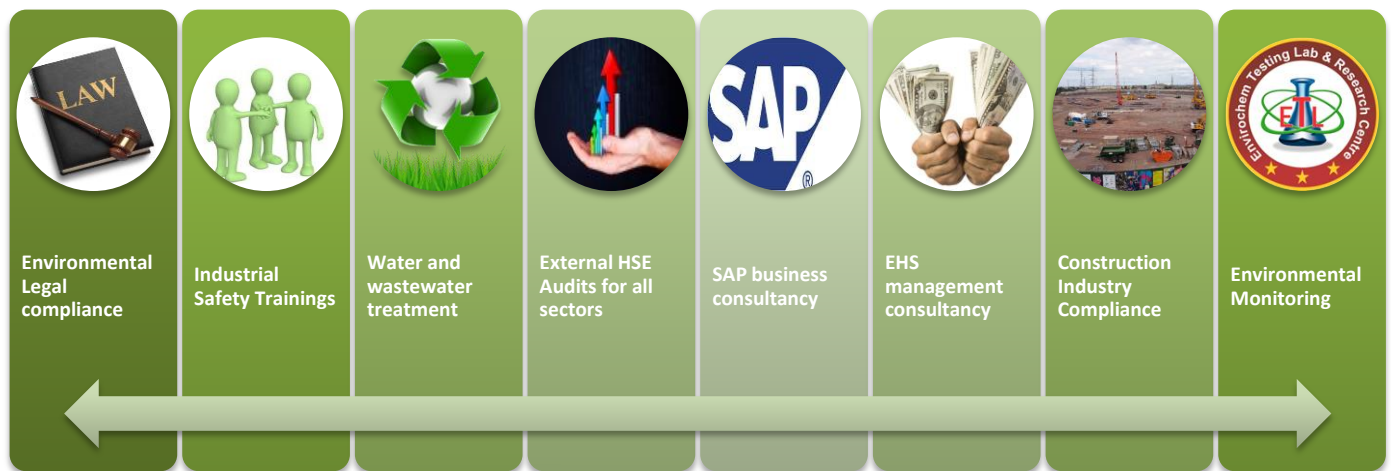 LAW
SAP
®
Envirochem Testing Lab & Research Centre
ETL
Environmental
Legal
compliance
Industrial
Safety Trainings
Water and
wastewater
treatment
External HSE
Audits for all
sectors
SAP business
consultancy
EHS
management
consultancy
Construction
Industry
Compliance
Environmental
Monitoring